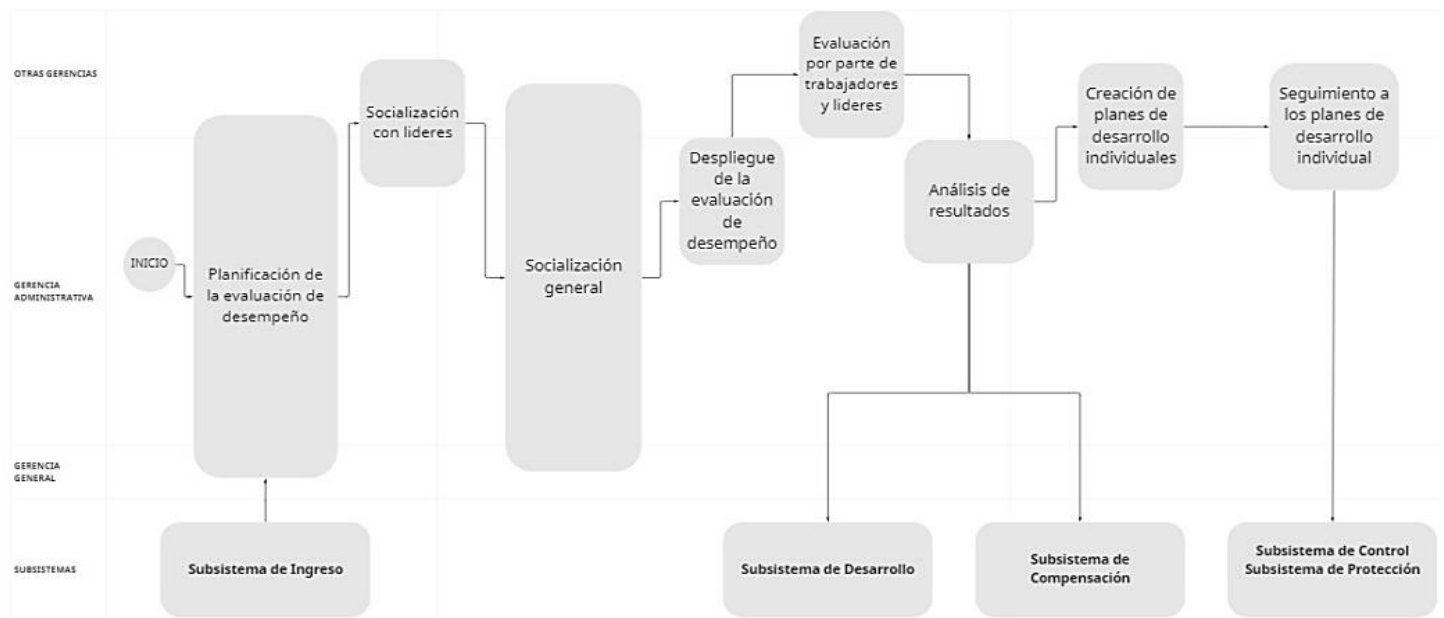 OTRAS GERENCIAS
GERENCIA
ADMINISTRATIVA
GERENCIA
GENERAL
SUBSISTEMAS
INICIO
Planificación de
la evaluación de
desempeño
Socialización
con lideres
Socialización
general
Despliegue
de la
evaluación
de
desempeño
Evaluación
por parte de
trabajadores
y lideres
Análisis de
resultados
Creación de
planes de
desarrollo
individuales
Seguimiento a
los planes de
desarrollo
individual
Subsistema de Ingreso
Subsistema de Desarrollo
Subsistema de
Compensación
Subsistema de Control
Subsistema de Protección